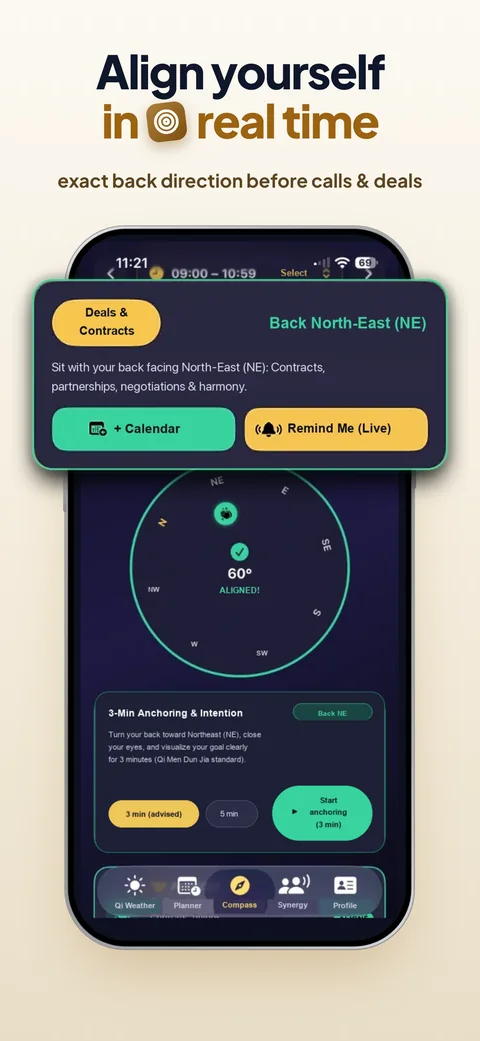 Align yourself
in real time
exact back direction before calls & deals
11:21
69
09:00 – 10:59
Select
Deals &
Contracts
Back North-East (NE)
Sit with your back facing North-East (NE): Contracts,
partnerships, negotiations & harmony.
+ Calendar
Remind Me (Live)
NE
E
N
SE
60°
ALIGNED!
NW
S
W
SW
3-Min Anchoring & Intention
Back NE
Turn your back toward Northeast (NE), close
your eyes, and visualize your goal clearly
for 3 minutes (Qi Men Dun Jia standard).
3 min (advised)
5 min
Start
anchoring
(3 min)
Qi Weather
Planner
Compass
Synergy
Profile